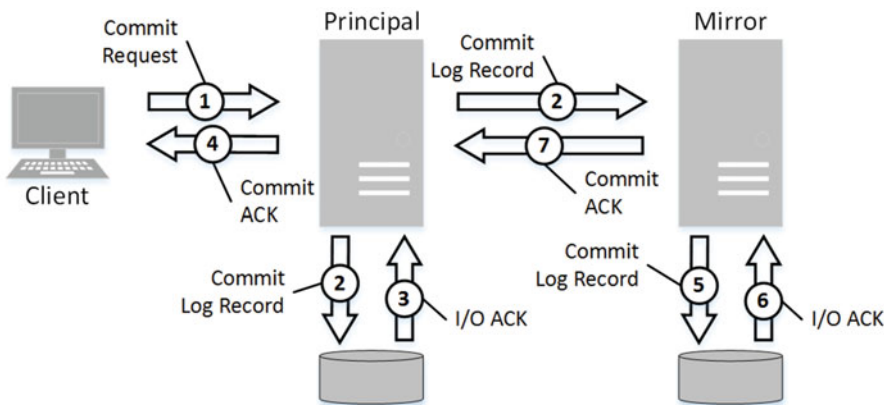 Principal
Mirror
Commit
Request
Commit
Log Record
1
2
4
7
Client
Commit
ACK
Commit
ACK
Commit
Log Record
2
3
I/O ACK
Commit
Log Record
5
6
I/O ACK